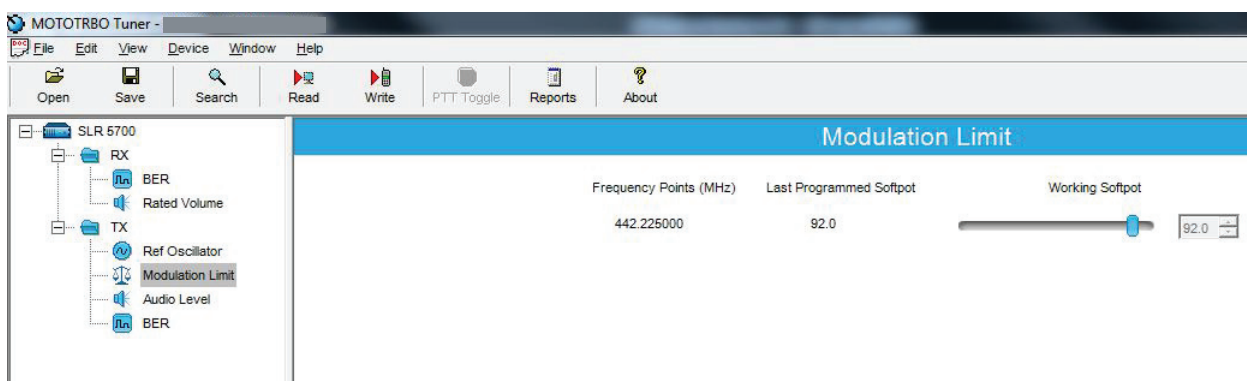 MOTOTRBO Tuner -
File Edit View Device Window Help
Open Save Search Read Write PTT Toggle Reports About
SLR 5700
RX
BER
Rated Volume
TX
Ref Oscillator
Modulation Limit
Audio Level
BER
Modulation Limit
Frequency Points (MHz) Last Programmed Softpot Working Softpot
442.225000 92.0 92.0